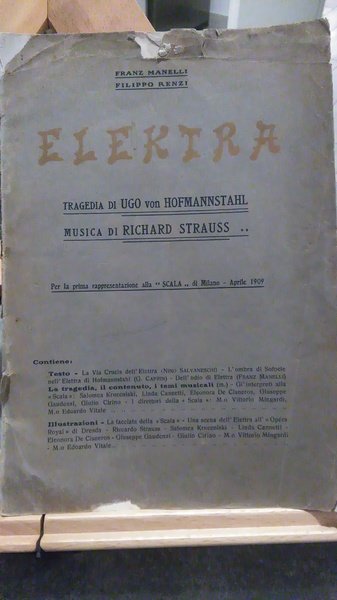 FRANZ MANELLI
FILIPPO RENZI
ELEKTRA
TRAGEDIA DI UGO von HOFMANNSTAHL
MUSICA DI RICHARD STRAUSS ..
Per la prima rappresentazione alla "SCALA,, di Milano - Aprile 1909
Contiene:
Testo - La Via Crucis dell'Elettra (NINO SALVANESCHI) - L'ombra di Sofocle
nell'Elettra di Hofmannstahl (G. CAPRIN) - Dell'odio di Elettra (FRANZ MANELLI)
La tragedia, il contenuto, i temi musicali (m.) - Gl'interpreti alla
«Scala»: Salomea Kruceniski, Linda Cannetti, Eleonora De Cisneros, Giuseppe
Gaudenzi, Giulio Cirino - i direttori della «Scala»: M.o Vittorio Mingardi,
M.o Edoardo Vitale
Illustrazioni - La facciata della «Scala» - Una scena dell'Elettra all'«Opera
Royal» di Dresda - Riccardo Strauss - Salomea Kruceniski - Linda Cannetti
Eleonora De Cisneros - Giuseppe Gaudenzi - Giulio Cirino - M.o Vittorio Mingardi
- M.o Edoardo Vitale